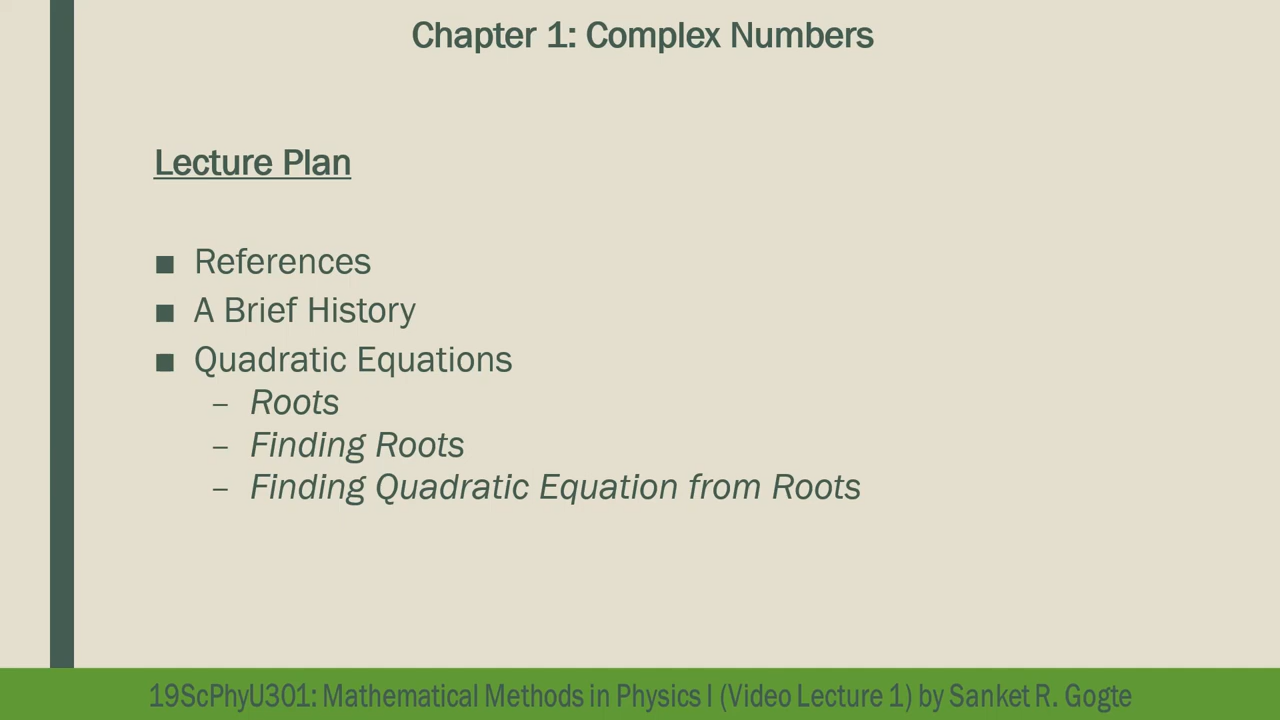 Chapter 1: Complex Numbers
Lecture Plan
■ References
■ A Brief History
■ Quadratic Equations
– Roots
– Finding Roots
– Finding Quadratic Equation from Roots
19ScPhyU301: Mathematical Methods in Physics I (Video Lecture 1) by Sanket R. Gogte